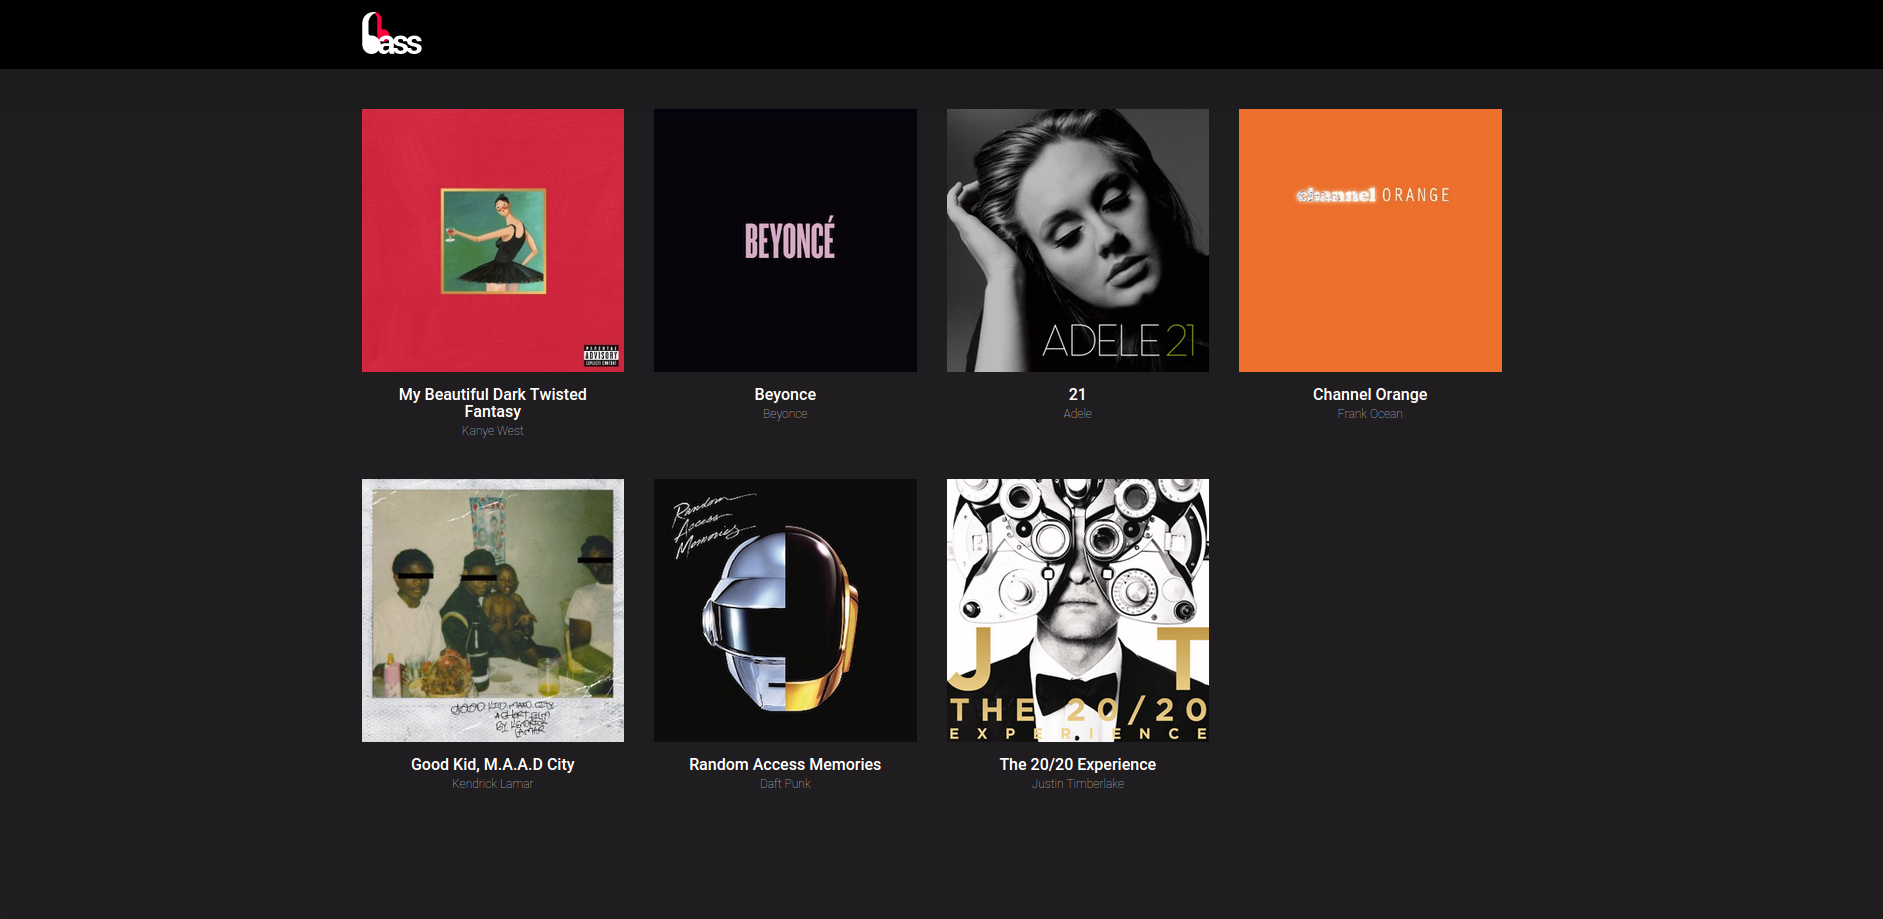 bass
BEYONCÉ
ADELE 21
channel ORANGE
PARENTAL
ADVISORY
EXPLICIT CONTENT
My Beautiful Dark Twisted
Fantasy
Kanye West
Beyonce
Beyonce
21
Adele
Channel Orange
Frank Ocean
GOOD KID, MAAD CITY
A SHORT FILM
BY KENDRICK
LAMAR
Random
Access
Memories
J T
THE 20/20
EXPERIENCE
Good Kid, M.A.A.D City
Kendrick Lamar
Random Access Memories
Daft Punk
The 20/20 Experience
Justin Timberlake